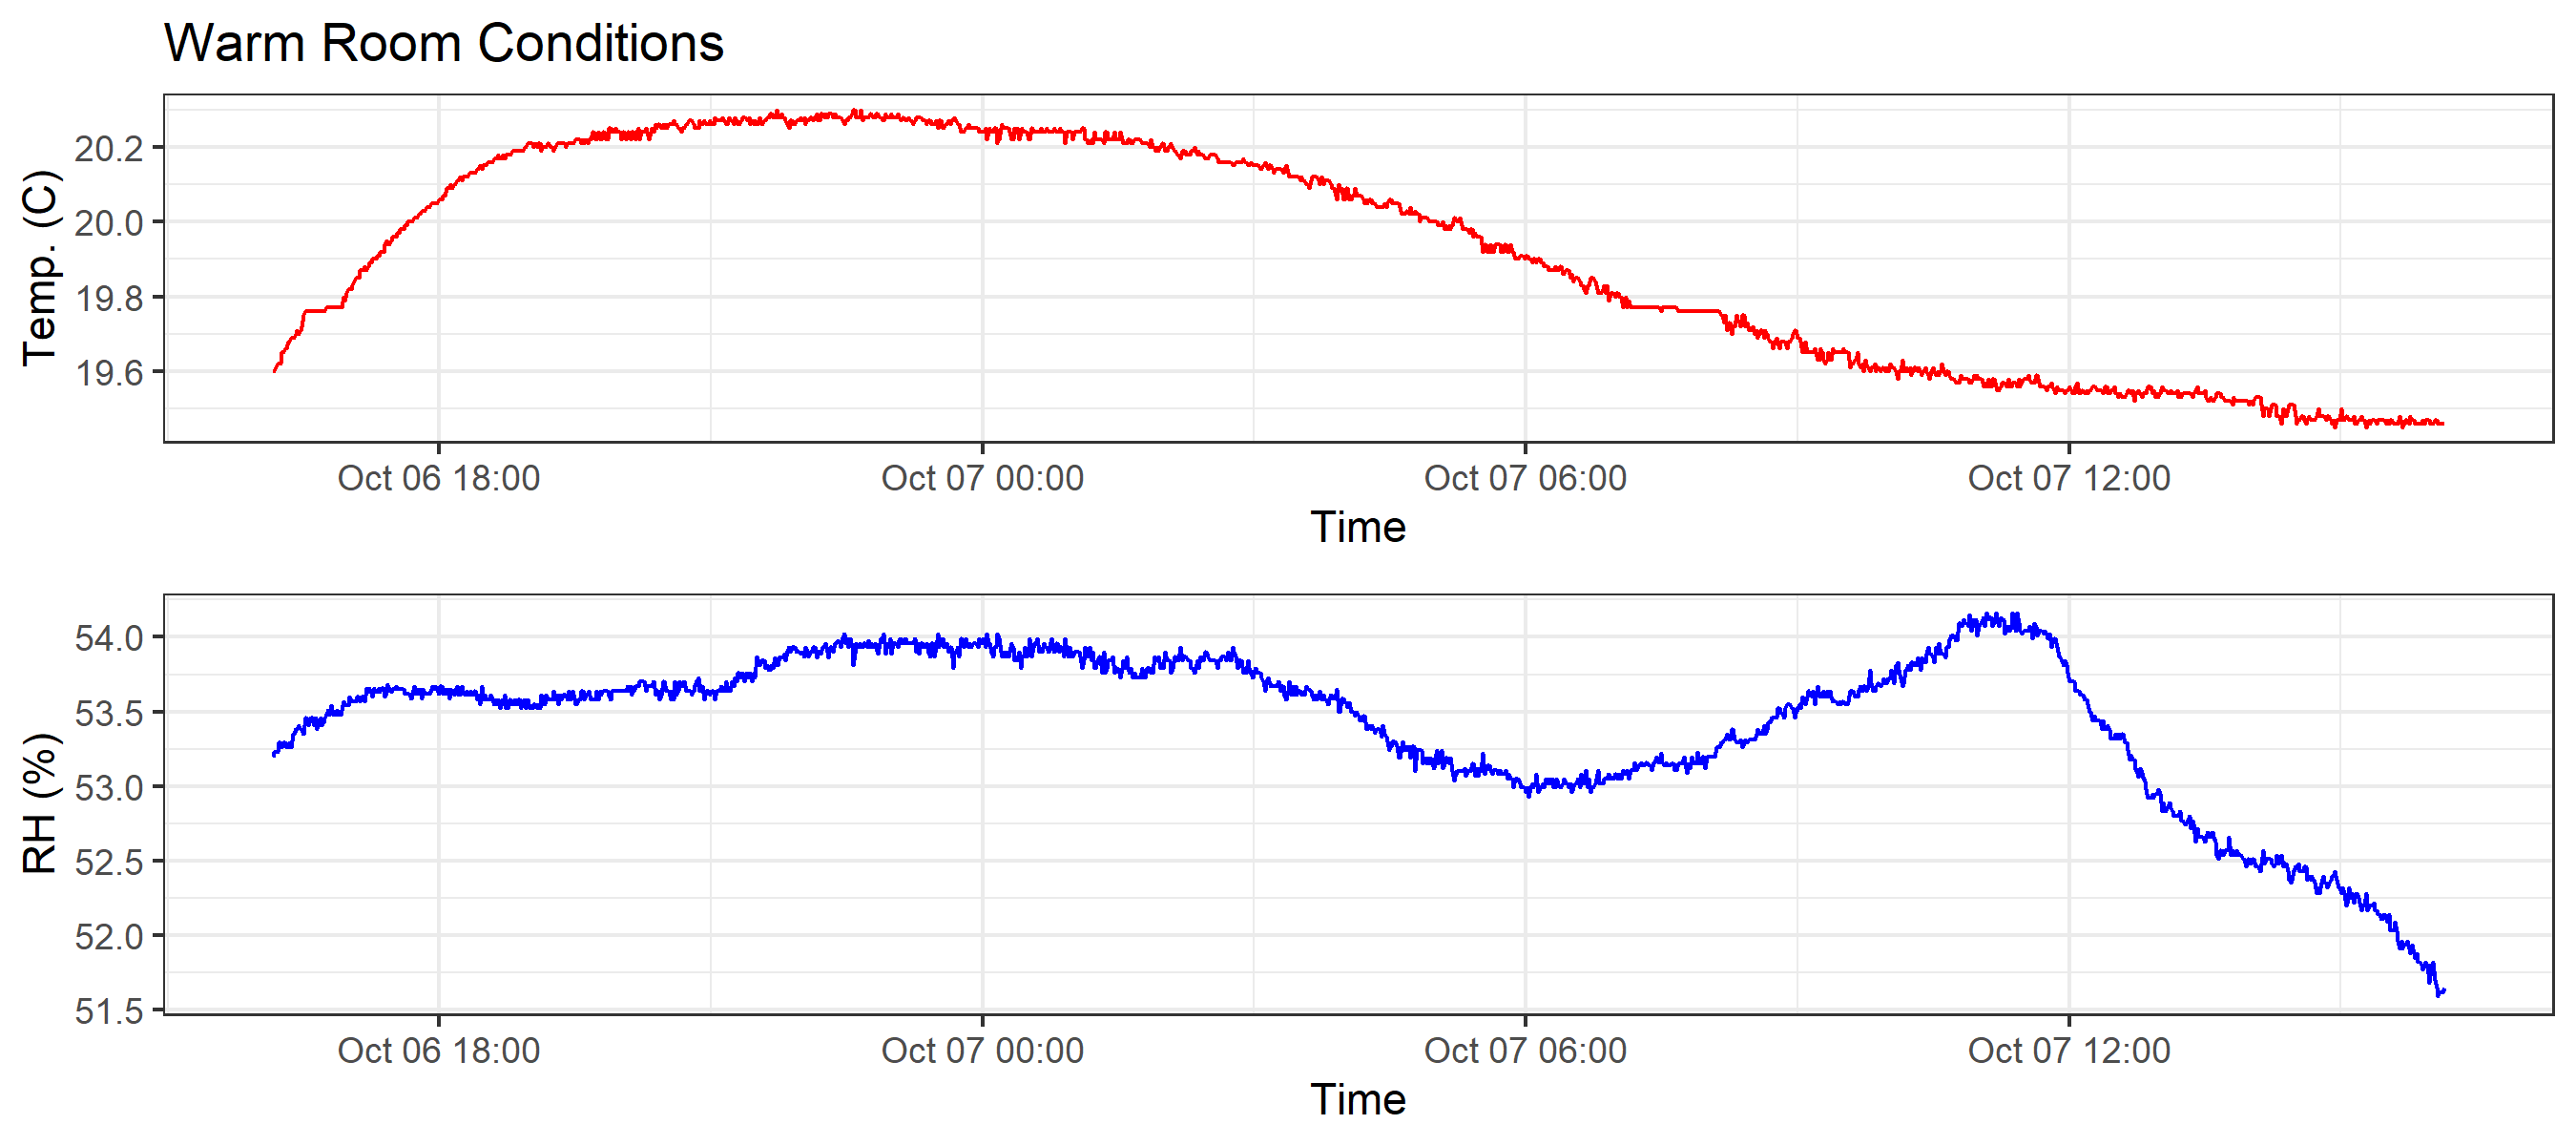 Warm Room Conditions
Temp. (C)
20.2
20.0
19.8
19.6
Oct 06 18:00 Oct 07 00:00 Oct 07 06:00 Oct 07 12:00
Time
RH (%)
54.0
53.5
53.0
52.5
52.0
51.5
Oct 06 18:00 Oct 07 00:00 Oct 07 06:00 Oct 07 12:00
Time